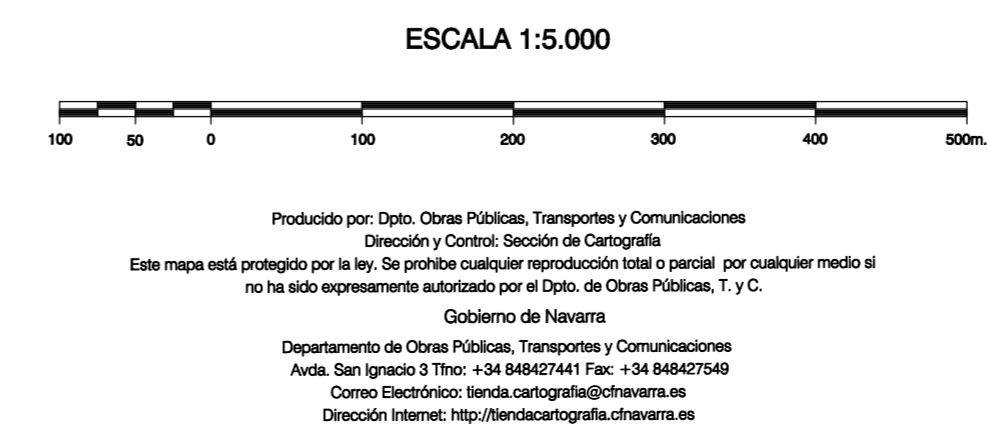 ESCALA 1:5.000
100 50 0 100 200 300 400 500m.
Producido por: Dpto. Obras Públicas, Transportes y Comunicaciones
Dirección y Control: Sección de Cartografía
Este mapa está protegido por la ley. Se prohibe cualquier reproducción total o parcial por cualquier medio si
no ha sido expresamente autorizado por el Dpto. de Obras Públicas, T. y C.
Gobierno de Navarra
Departamento de Obras Públicas, Transportes y Comunicaciones
Avda. San Ignacio 3 Tfno: +34 848427441 Fax: +34 848427549
Correo Electrónico: tienda.cartografia@cfnavarra.es
Dirección Internet: http://tiendacartografia.cfnavarra.es